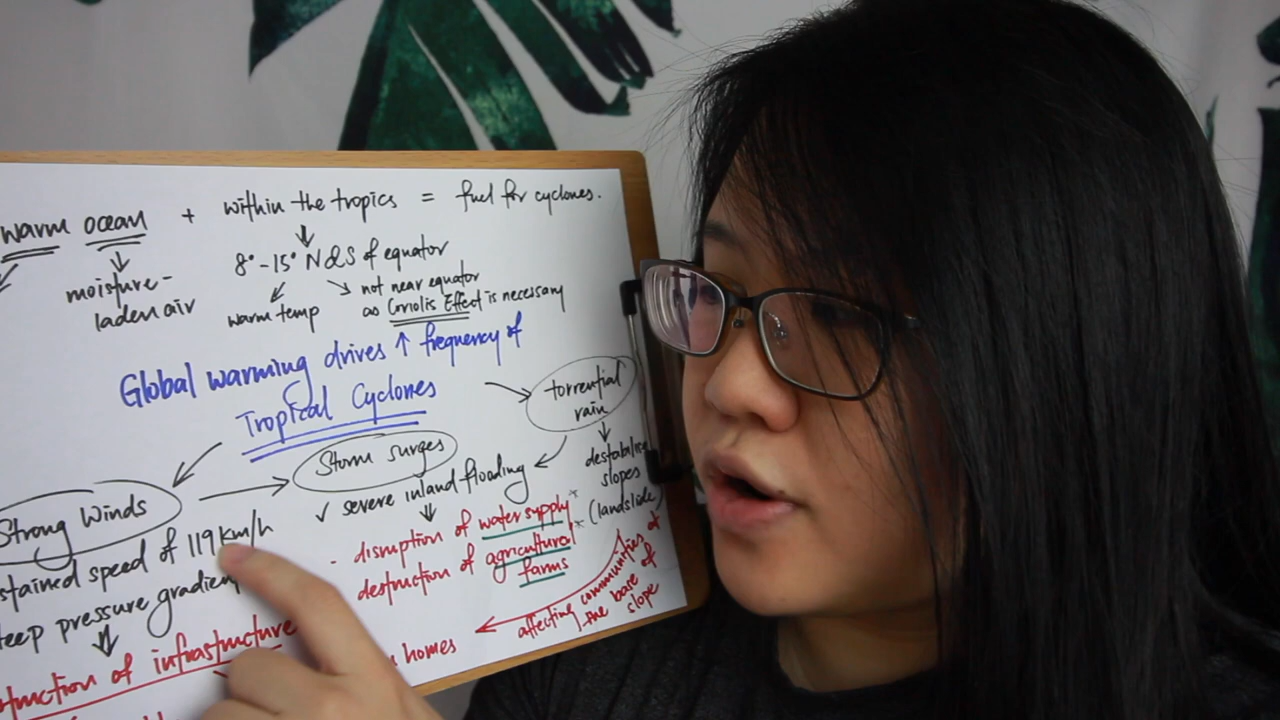 warm ocean + within the tropics = fuel for cyclones.
moisture-
laden air
8° - 15° N & S of equator
warm temp
not near equator
as Coriolis Effect is necessary
Global warming drives ↑ frequency of
Tropical Cyclones
torrential
rain
destabilise
slopes
(landslide)
Storm surges
✓ severe inland flooding
- disruption of water supply*
destruction of agricultural*
farms
Strong Winds
speed of 119 km/h
pressure gradient
of infrastructure
homes
affecting communities at
the base of
slope